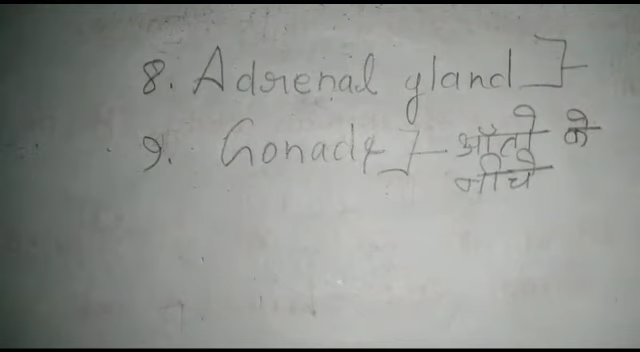 8. Adrenal gland ]-
9. Gonads ]- आँतो के
नीचे